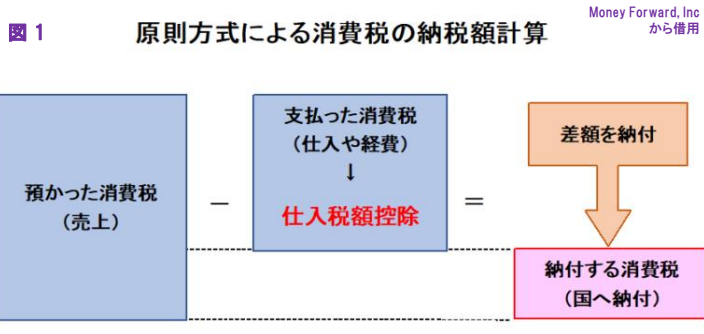 図１
原則方式による消費税の納税額計算
Money Forward, Inc
から借用
預かった消費税
（売上）
－
支払った消費税
（仕入や経費）
↓
仕入税額控除
＝
差額を納付
納付する消費税
（国へ納付）